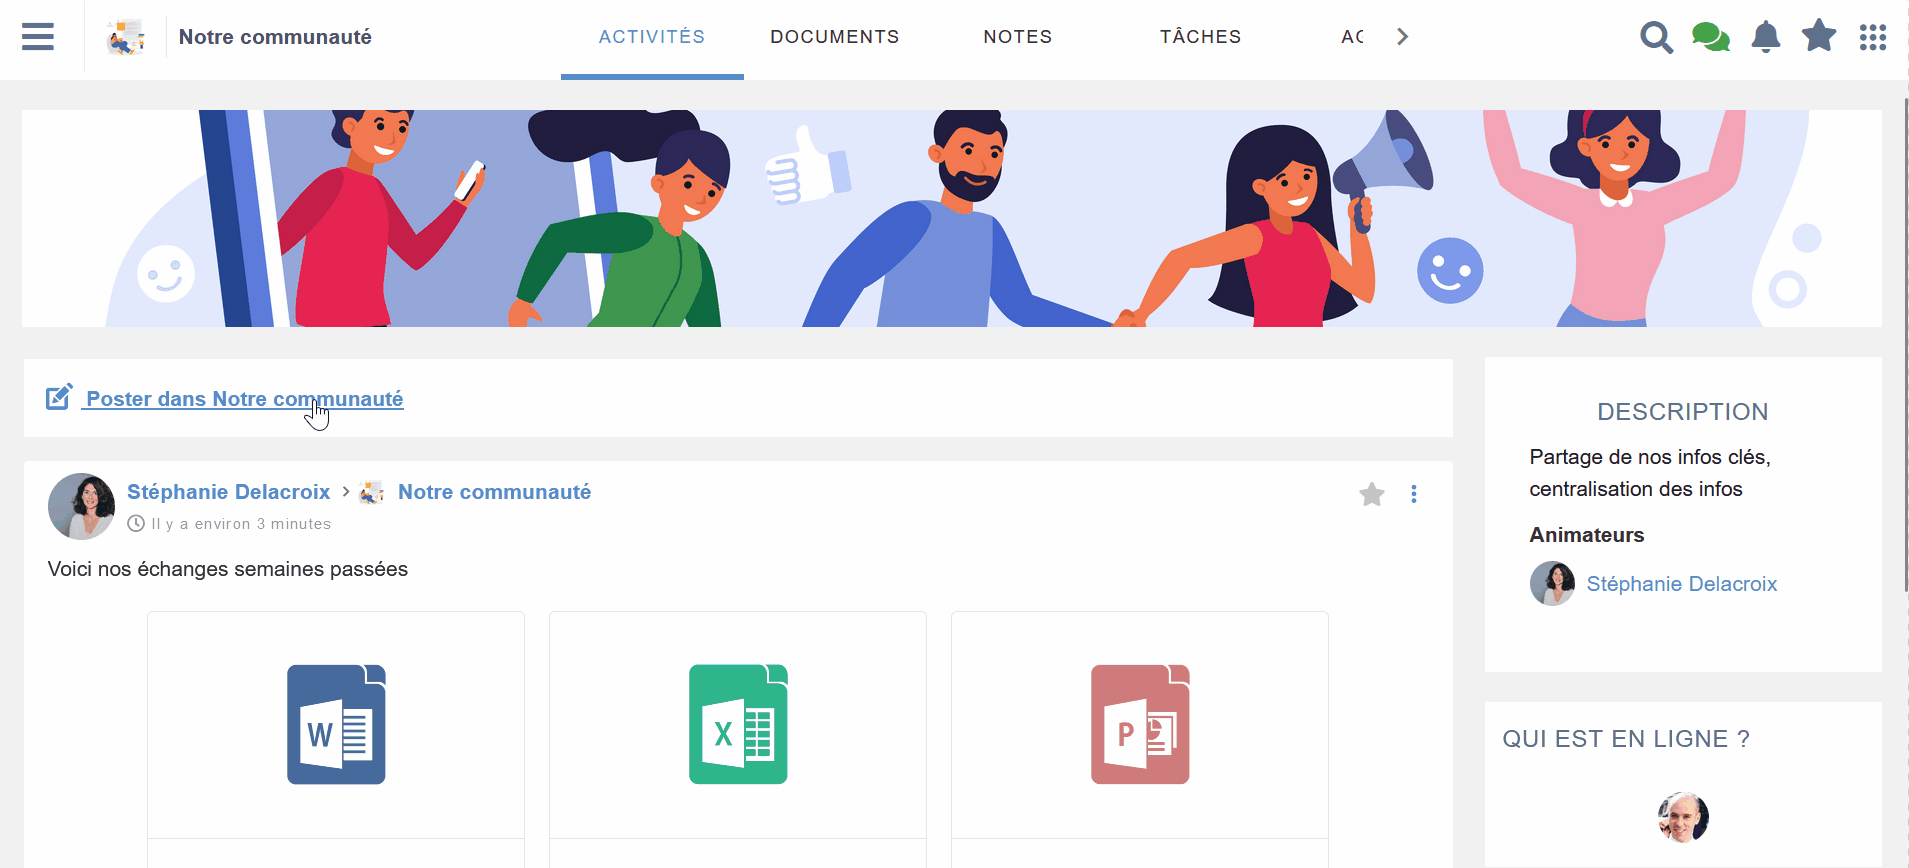 Notre communauté
ACTIVITÉS
DOCUMENTS
NOTES
TÂCHES
Poster dans Notre communauté
Stéphanie Delacroix > Notre communauté
Il y a environ 3 minutes
Voici nos échanges semaines passées
W
X
P
DESCRIPTION
Partage de nos infos clés,
centralisation des infos
Animateurs
Stéphanie Delacroix
QUI EST EN LIGNE ?